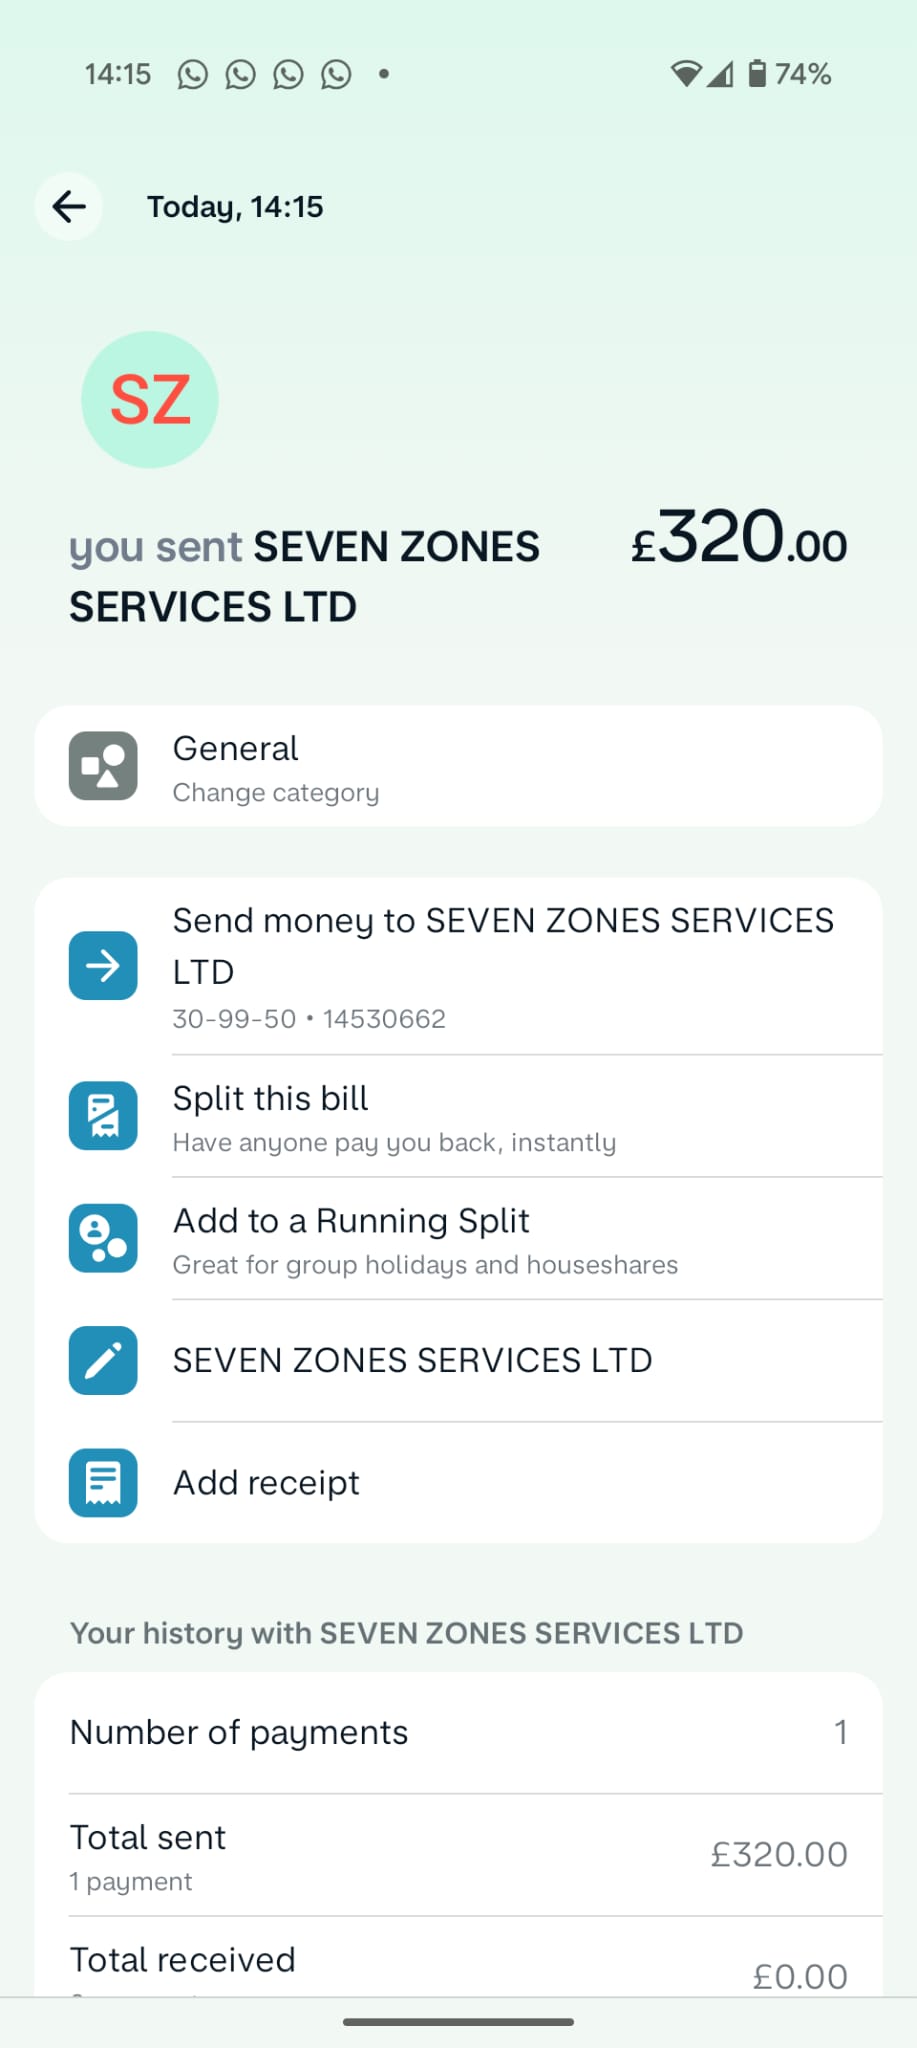 14:15
74%
Today, 14:15
SZ
you sent SEVEN ZONES
SERVICES LTD
£320.00
General
Change category
Send money to SEVEN ZONES SERVICES
LTD
30-99-50 • 14530662
Split this bill
Have anyone pay you back, instantly
Add to a Running Split
Great for group holidays and houseshares
SEVEN ZONES SERVICES LTD
Add receipt
Your history with SEVEN ZONES SERVICES LTD
Number of payments
1
Total sent
1 payment
£320.00
Total received
£0.00